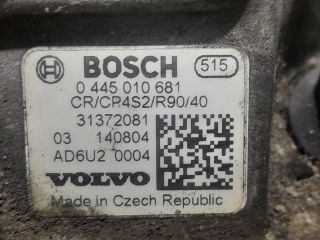 BOSCH 515
0 445 010 681
CR/CP4S2/R90/40
31372081
03 140804
AD6U2 0004
VOLVO
Made in Czech Republic